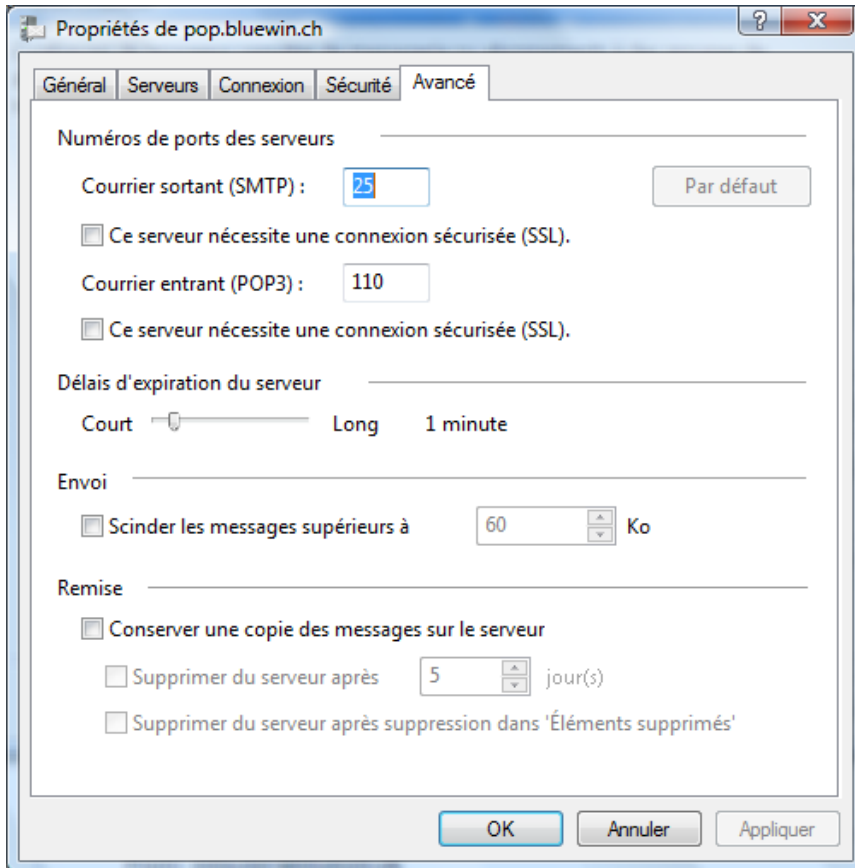 Propriétés de pop.bluewin.ch
? X
Général Serveurs Connexion Sécurité Avancé
Numéros de ports des serveurs
Courrier sortant (SMTP) : 25 Par défaut
Ce serveur nécessite une connexion sécurisée (SSL).
Courrier entrant (POP3) : 110
Ce serveur nécessite une connexion sécurisée (SSL).
Délais d'expiration du serveur
Court Long 1 minute
Envoi
Scinder les messages supérieurs à 60 Ko
Remise
Conserver une copie des messages sur le serveur
Supprimer du serveur après 5 jour(s)
Supprimer du serveur après suppression dans 'Éléments supprimés'
OK Annuler Appliquer